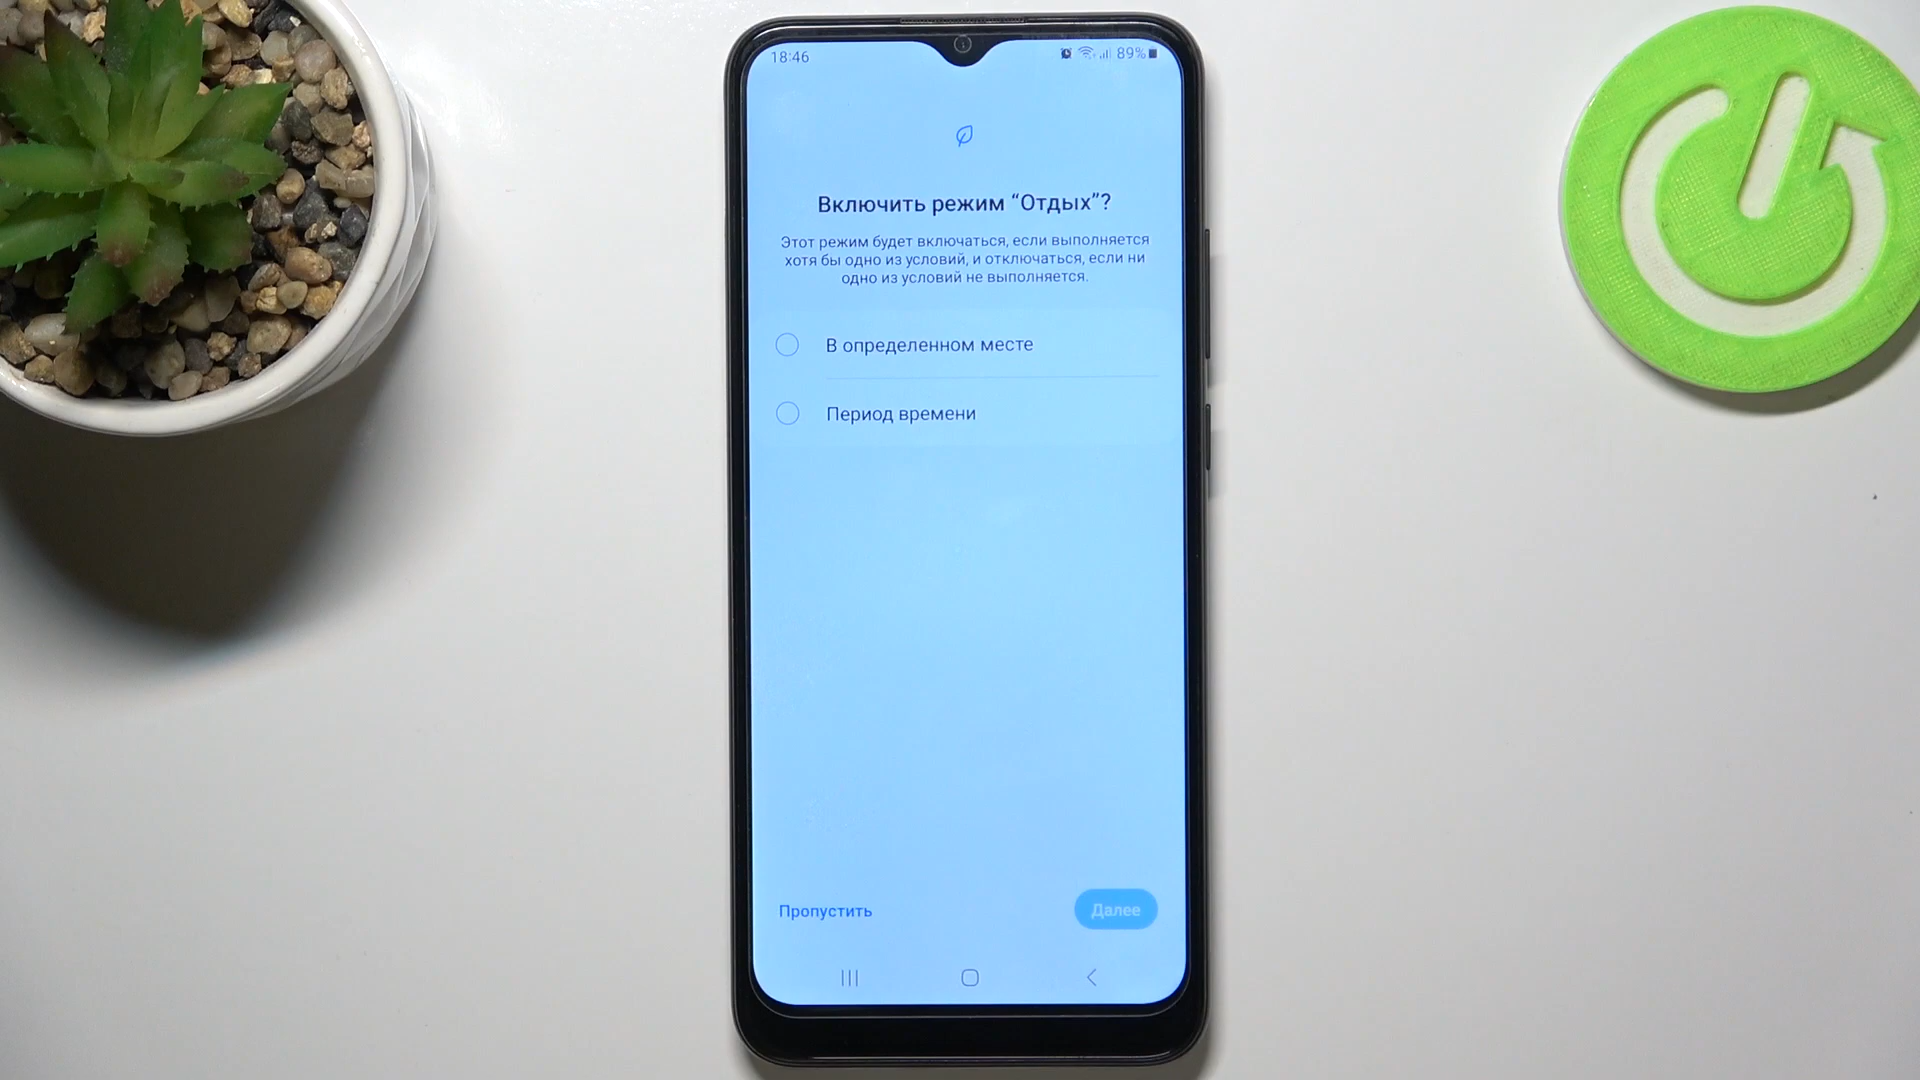 18:46
89%
Включить режим “Отдых”?
Этот режим будет включаться, если выполняется
хотя бы одно из условий, и отключаться, если ни
одно из условий не выполняется.
В определенном месте
Период времени
Пропустить
Далее